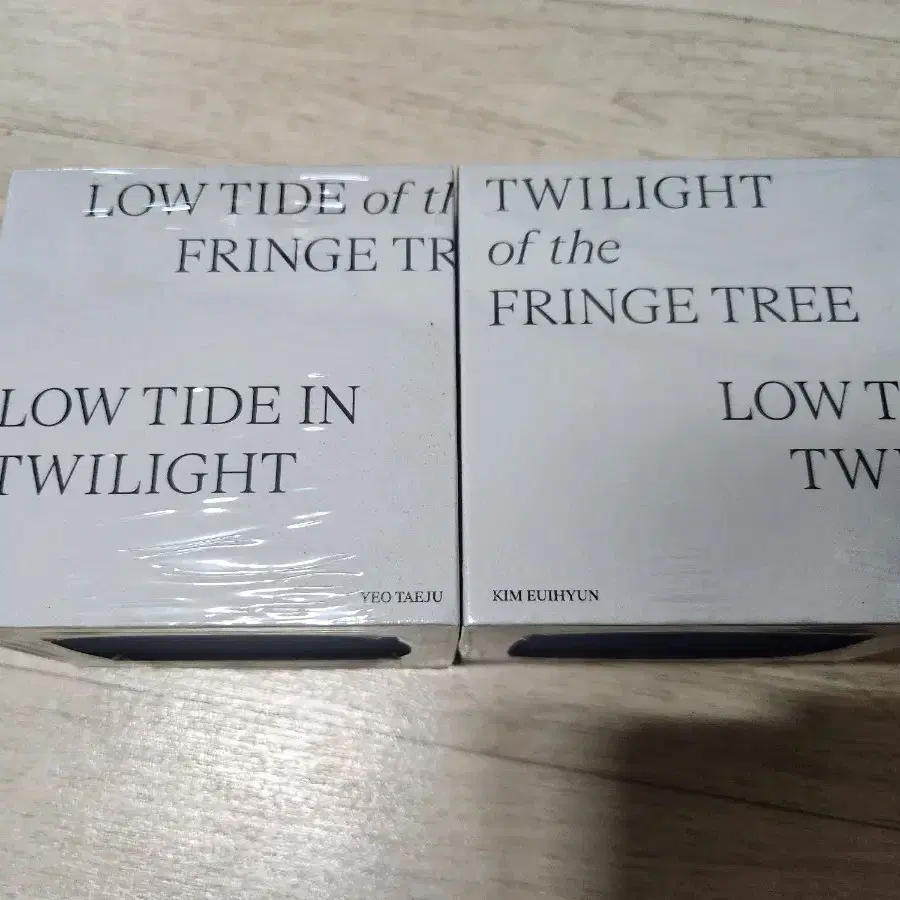 LOW TIDE of th
FRINGE TR
LOW TIDE IN
TWILIGHT
YEO TAEJU
TWILIGHT
of the
FRINGE TREE
LOW T
TW
KIM EUIHYUN